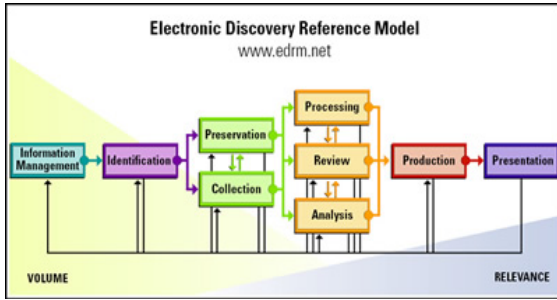 Electronic Discovery Reference Model
www.edrm.net
Information
Management
Identification
Preservation
Collection
Processing
Review
Analysis
Production
Presentation
VOLUME
RELEVANCE